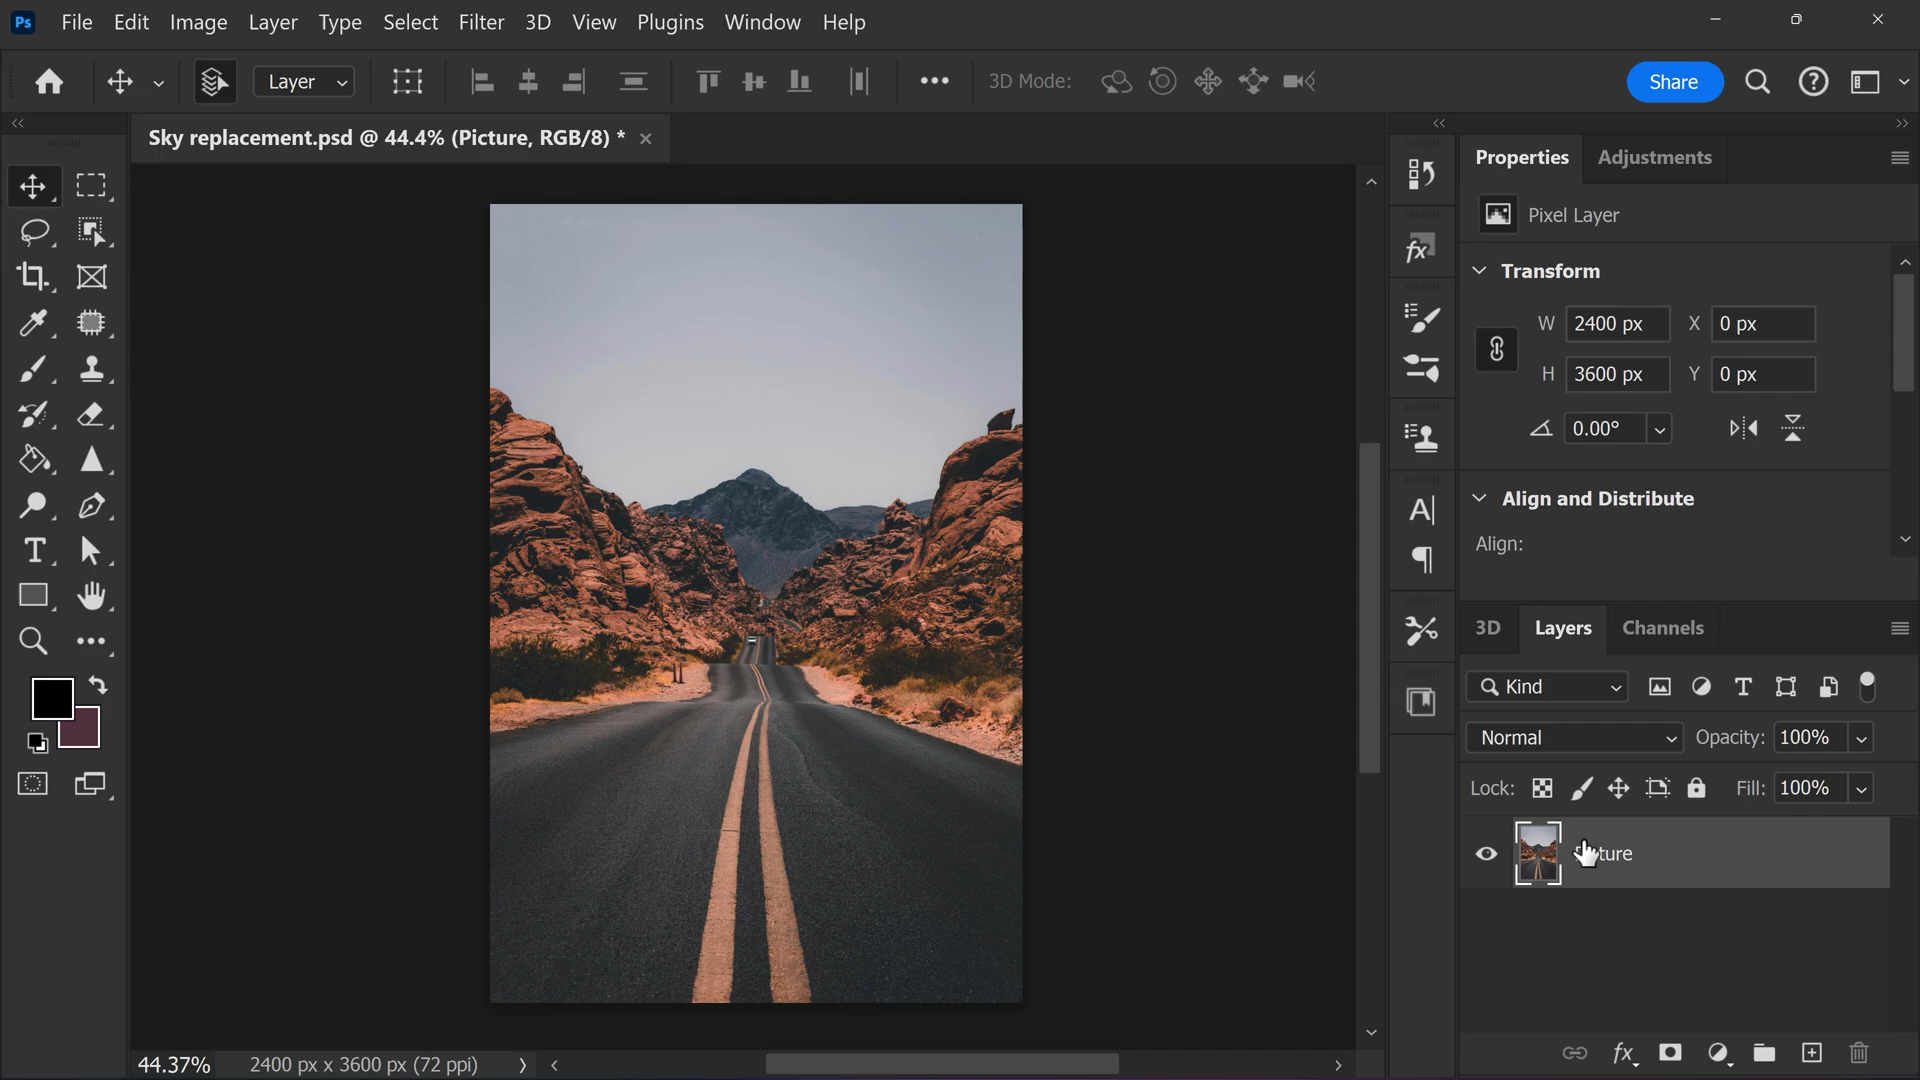 Ps File Edit Image Layer Type Select Filter 3D View Plugins Window Help
Layer 3D Mode: Share
Sky replacement.psd @ 44.4% (Picture, RGB/8) *
Properties Adjustments
Pixel Layer
Transform
W 2400 px X 0 px
H 3600 px Y 0 px
0.00°
Align and Distribute
Align:
3D Layers Channels
Kind
Normal Opacity: 100%
Lock: Fill: 100%
44.37% 2400 px x 3600 px (72 ppi)